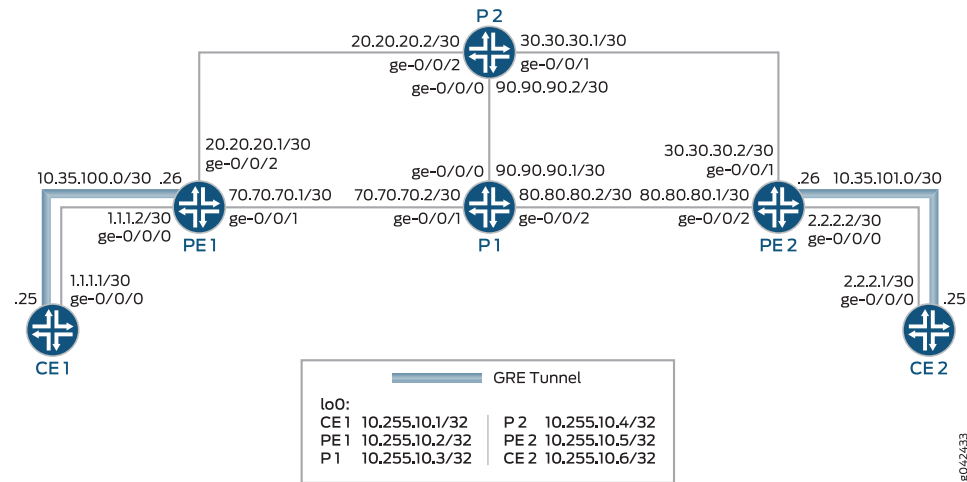 P 2
20.20.20.2/30
30.30.30.1/30
ge-0/0/2
ge-0/0/1
ge-0/0/0
90.90.90.2/30
20.20.20.1/30
ge-0/0/2
30.30.30.2/30
ge-0/0/1
10.35.100.0/30 .26
70.70.70.1/30
ge-0/0/1
1.1.1.2/30
ge-0/0/0
PE 1
ge-0/0/0
90.90.90.1/30
70.70.70.2/30
ge-0/0/1
80.80.80.2/30
ge-0/0/2
P 1
80.80.80.1/30
ge-0/0/2
.26 10.35.101.0/30
2.2.2.2/30
ge-0/0/0
PE 2
1.1.1.1/30
ge-0/0/0
.25
CE 1
2.2.2.1/30
ge-0/0/0
.25
CE 2
GRE Tunnel
lo0:
CE 1 10.255.10.1/32
P 2 10.255.10.4/32
PE 1 10.255.10.2/32
PE 2 10.255.10.5/32
P 1 10.255.10.3/32
CE 2 10.255.10.6/32
g042433